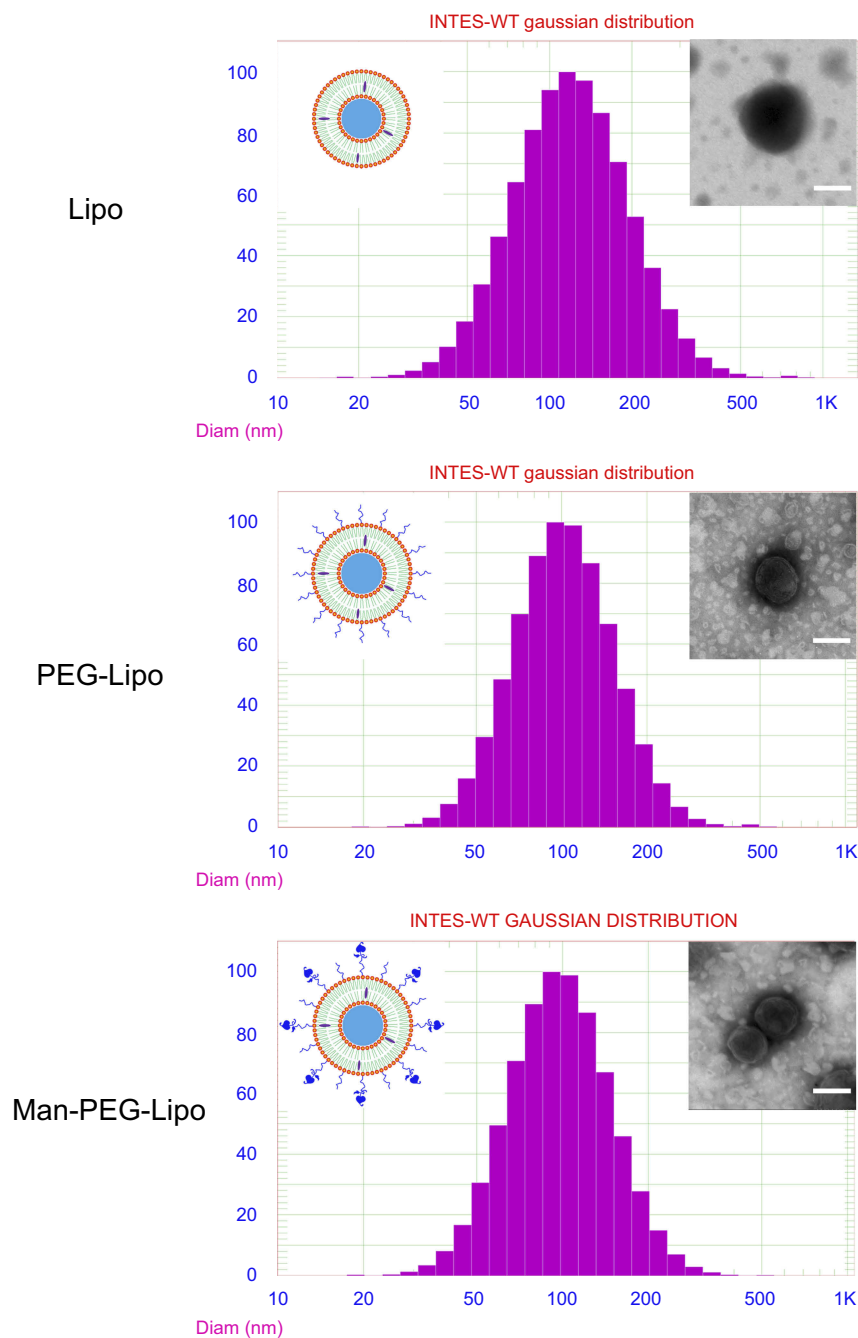 INTES-WT gaussian distribution
Lipo
100
80
60
40
20
0
10 20 50 100 200 500 1K
Diam (nm)
INTES-WT gaussian distribution
PEG-Lipo
100
80
60
40
20
0
10 20 50 100 200 500 1K
Diam (nm)
INTES-WT GAUSSIAN DISTRIBUTION
Man-PEG-Lipo
100
80
60
40
20
0
10 20 50 100 200 500 1K
Diam (nm)